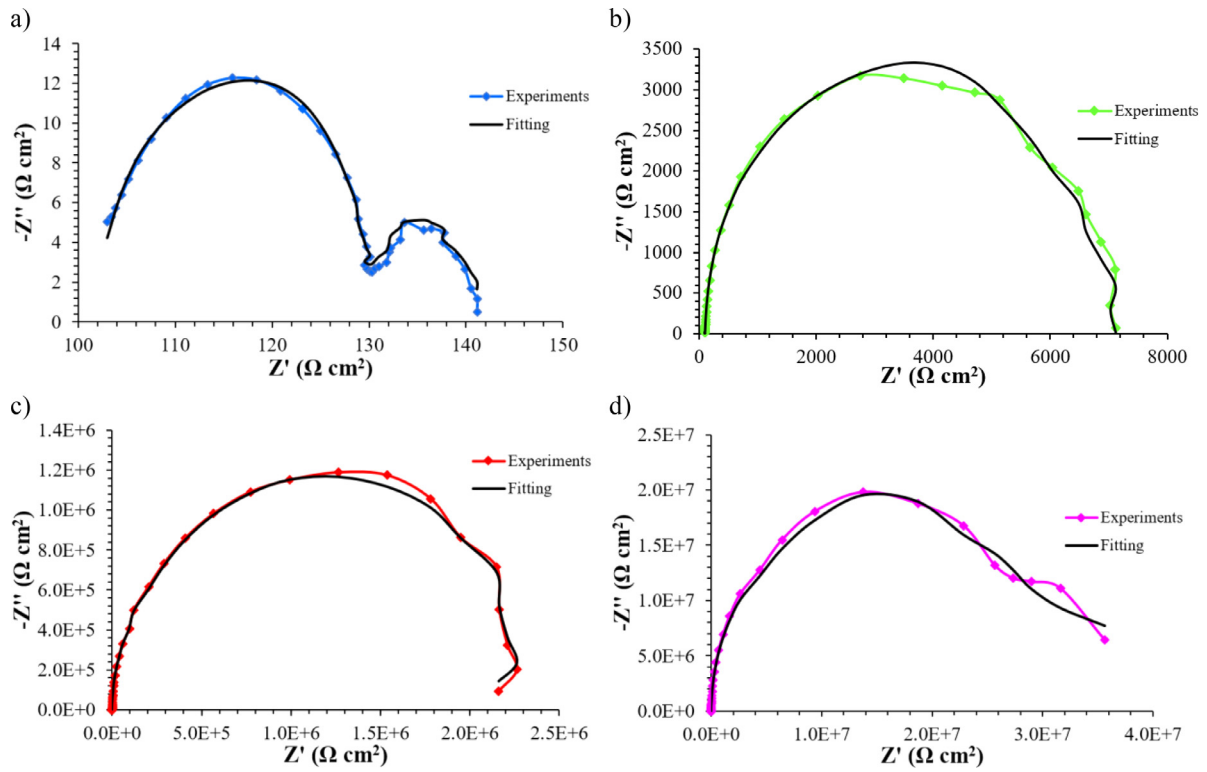 a)
14
12
10
8
6
4
2
0
-Z'' (Ω cm²)
100 110 120 130 140 150
Z' (Ω cm²)
Experiments
Fitting
b)
3500
3000
2500
2000
1500
1000
500
0
-Z'' (Ω cm²)
0 2000 4000 6000 8000
Z' (Ω cm²)
Experiments
Fitting
c)
1.4E+6
1.2E+6
1.0E+6
8.0E+5
6.0E+5
4.0E+5
2.0E+5
0.0E+0
-Z'' (Ω cm²)
0.0E+0 5.0E+5 1.0E+6 1.5E+6 2.0E+6 2.5E+6
Z' (Ω cm²)
Experiments
Fitting
d)
2.5E+7
2.0E+7
1.5E+7
1.0E+7
5.0E+6
0.0E+0
-Z'' (Ω cm²)
0.0E+0 1.0E+7 2.0E+7 3.0E+7 4.0E+7
Z' (Ω cm²)
Experiments
Fitting